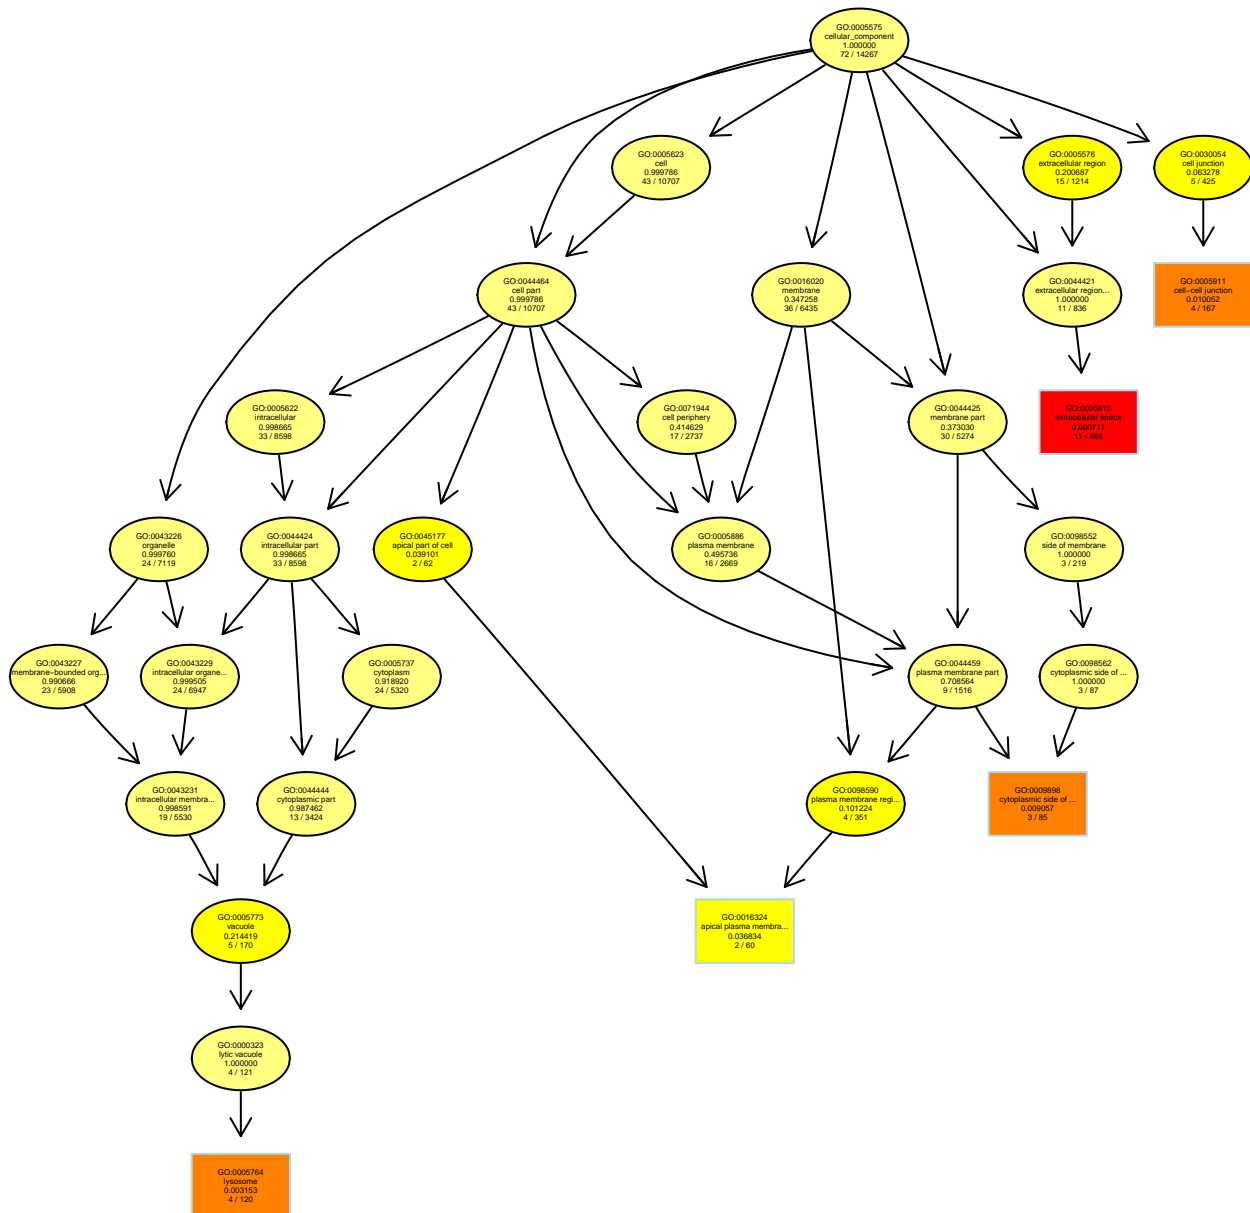 GO:0005575
cellular_component
1.000000
72 / 14267
GO:0005623
cell
0.999786
43 / 10707
GO:0005576
extracellular region
0.200687
15 / 1214
GO:0030054
cell junction
0.063278
5 / 425
GO:0044464
cell part
0.999786
43 / 10707
GO:0016020
membrane
0.347258
36 / 6435
GO:0044421
extracellular region...
1.000000
11 / 836
GO:0005911
cell−cell junction
0.010052
4 / 167
GO:0005622
intracellular
0.998665
33 / 8598
GO:0071944
cell periphery
0.414629
17 / 2737
GO:0044425
membrane part
0.373030
30 / 5274
GO:0005615
extracellular space
0.000711
11 / 699
GO:0043226
organelle
0.999760
24 / 7119
GO:0044424
intracellular part
0.998665
33 / 8598
GO:0045177
apical part of cell
0.039101
2 / 62
GO:0005886
plasma membrane
0.495736
16 / 2669
GO:0098552
side of membrane
1.000000
3 / 219
GO:0043227
membrane−bounded org...
0.990666
23 / 5908
GO:0043229
intracellular organe...
0.999505
24 / 6947
GO:0005737
cytoplasm
0.918920
24 / 5320
GO:0044459
plasma membrane part
0.708564
9 / 1516
GO:0098562
cytoplasmic side of ...
1.000000
3 / 87
GO:0043231
intracellular membra...
0.998591
19 / 5530
GO:0044444
cytoplasmic part
0.987462
13 / 3424
GO:0098590
plasma membrane regi...
0.101224
4 / 351
GO:0009898
cytoplasmic side of ...
0.009057
3 / 85
GO:0005773
vacuole
0.214419
5 / 170
GO:0016324
apical plasma membra...
0.036834
2 / 60
GO:0000323
lytic vacuole
1.000000
4 / 121
GO:0005764
lysosome
0.003153
4 / 120